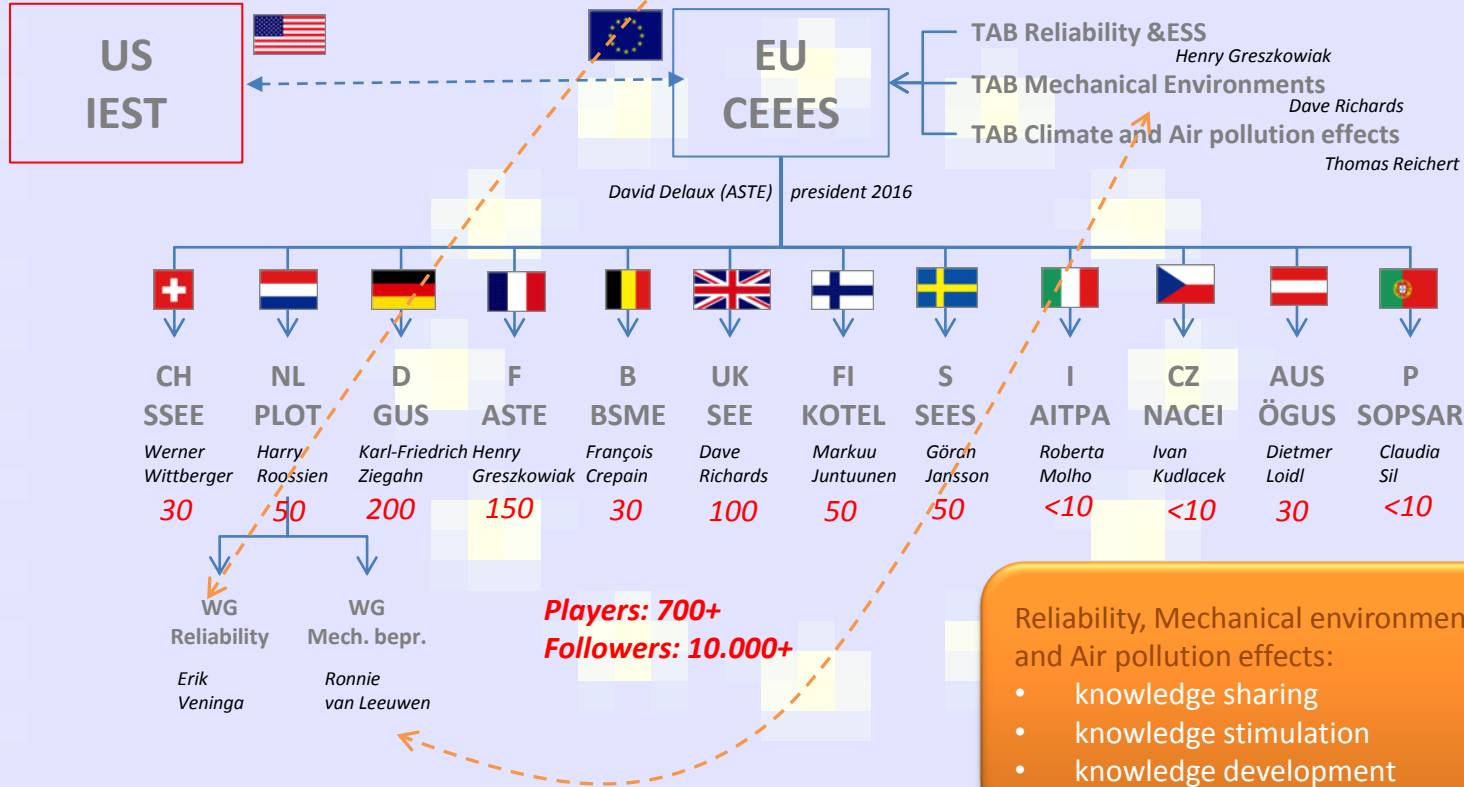 US
IEST
EU
CEEES
TAB Reliability &ESS
Henry Greszkowiak
TAB Mechanical Environments
Dave Richards
TAB Climate and Air pollution effects
Thomas Reichert
David Delaux (ASTE) president 2016
CH
SSEE
Werner
Wittberger
30
NL
PLOT
Harry
Roossien
50
D
GUS
Karl-Friedrich
Ziegahn
200
F
ASTE
Henry
Greszkowiak
150
B
BSME
François
Crepain
30
UK
SEE
Dave
Richards
100
FI
KOTEL
Markuu
Juntuunen
50
S
SEES
Göran
Jansson
50
I
AITPA
Roberta
Molho
<10
CZ
NACEI
Ivan
Kudlacek
<10
AUS
ÖGUS
Dietmer
Loidl
30
P
SOPSAR
Claudia
Sil
<10
WG
Reliability
Erik
Veninga
WG
Mech. bepr.
Ronnie
van Leeuwen
Players: 700+
Followers: 10.000+
Reliability, Mechanical environmen
and Air pollution effects:
• knowledge sharing
• knowledge stimulation
• knowledge development